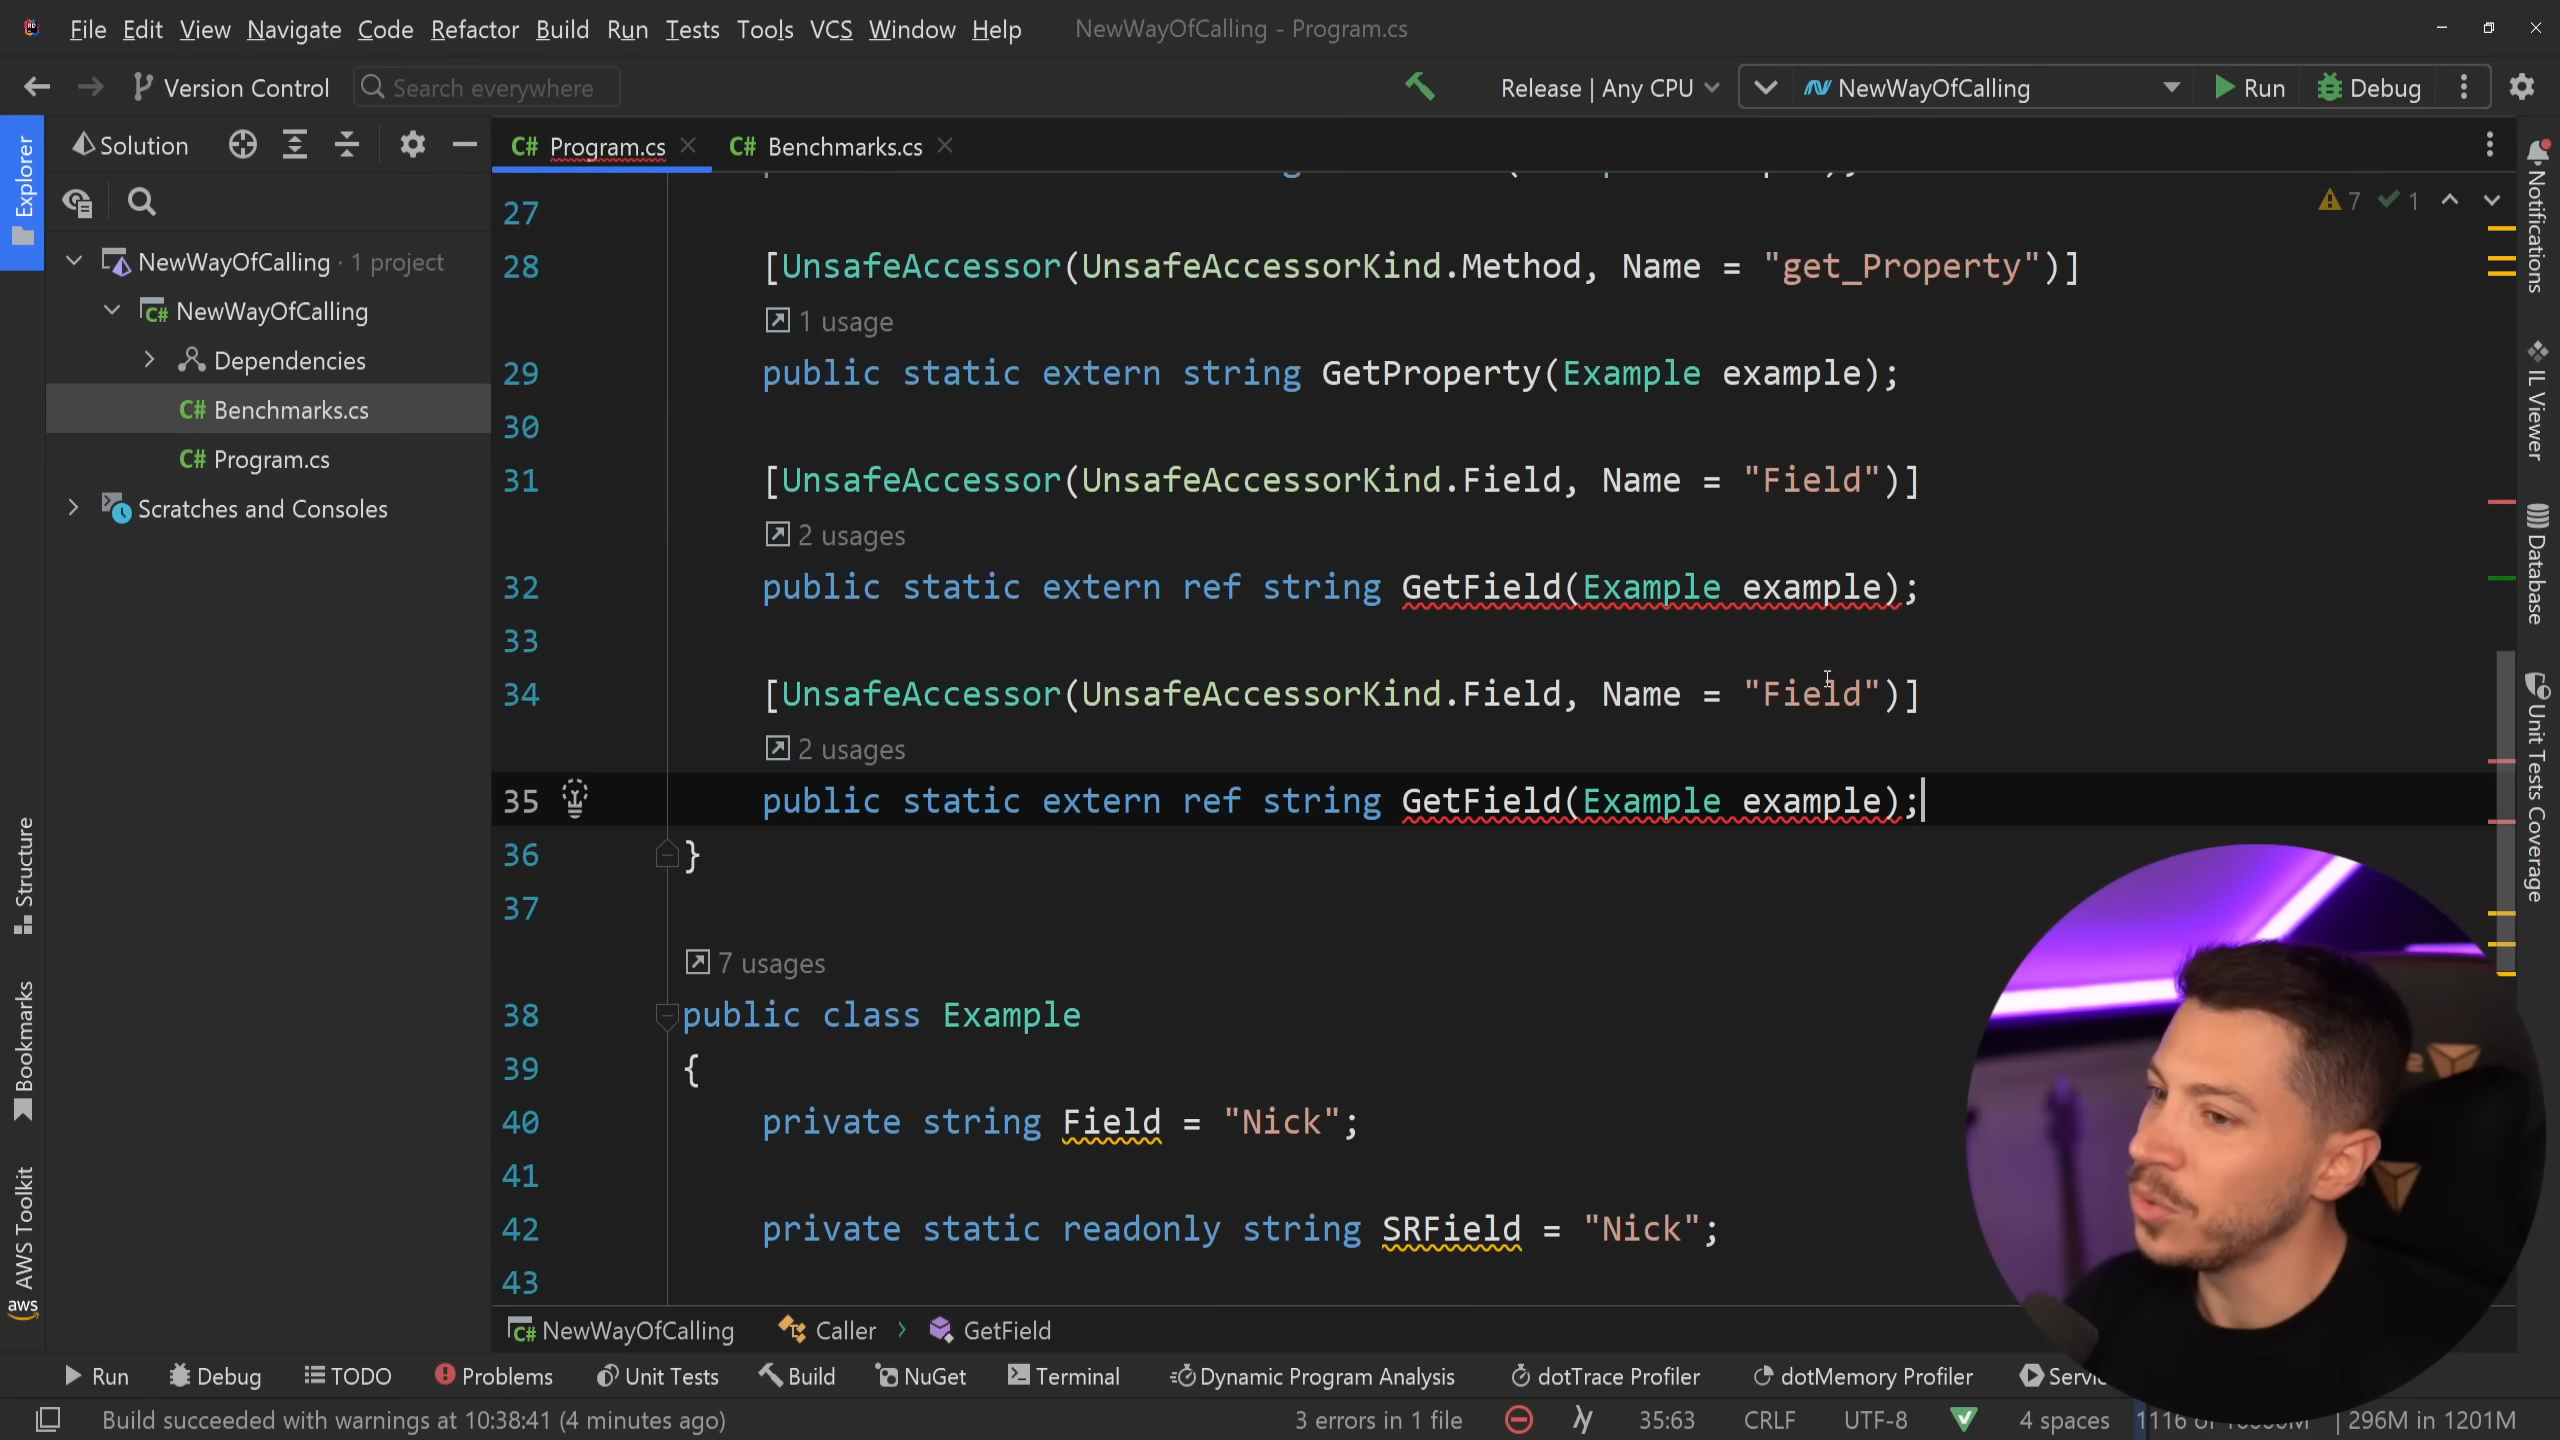 File Edit View Navigate Code Refactor Build Run Tests Tools VCS Window Help NewWayOfCalling - Program.cs
Version Control Search everywhere Release | Any CPU NewWayOfCalling Run Debug
Explorer
Solution
C# Program.cs C# Benchmarks.cs
NewWayOfCalling · 1 project
NewWayOfCalling
Dependencies
C# Benchmarks.cs
C# Program.cs
Scratches and Consoles
7 1
27
28 [UnsafeAccessor(UnsafeAccessorKind.Method, Name = "get_Property")]
1 usage
29 public static extern string GetProperty(Example example);
30
31 [UnsafeAccessor(UnsafeAccessorKind.Field, Name = "Field")]
2 usages
32 public static extern ref string GetField(Example example);
33
34 [UnsafeAccessor(UnsafeAccessorKind.Field, Name = "Field")]
2 usages
35 public static extern ref string GetField(Example example);
36 }
37
7 usages
38 public class Example
39 {
40 private string Field = "Nick";
41
42 private static readonly string SRField = "Nick";
43
Structure
Bookmarks
AWS Toolkit
aws
Notifications
IL Viewer
Database
Unit Tests Coverage
C# NewWayOfCalling Caller GetField
Run Debug TODO Problems Unit Tests Build NuGet Terminal Dynamic Program Analysis dotTrace Profiler dotMemory Profiler
Build succeeded with warnings at 10:38:41 (4 minutes ago) 3 errors in 1 file 35:63 CRLF UTF-8 4 spaces 1116 296M in 1201M